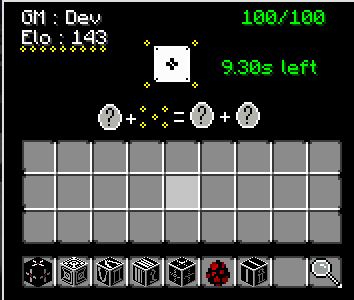 GM : Dev
100/100
Elo : 143
9.30s left
? + = ? + ?